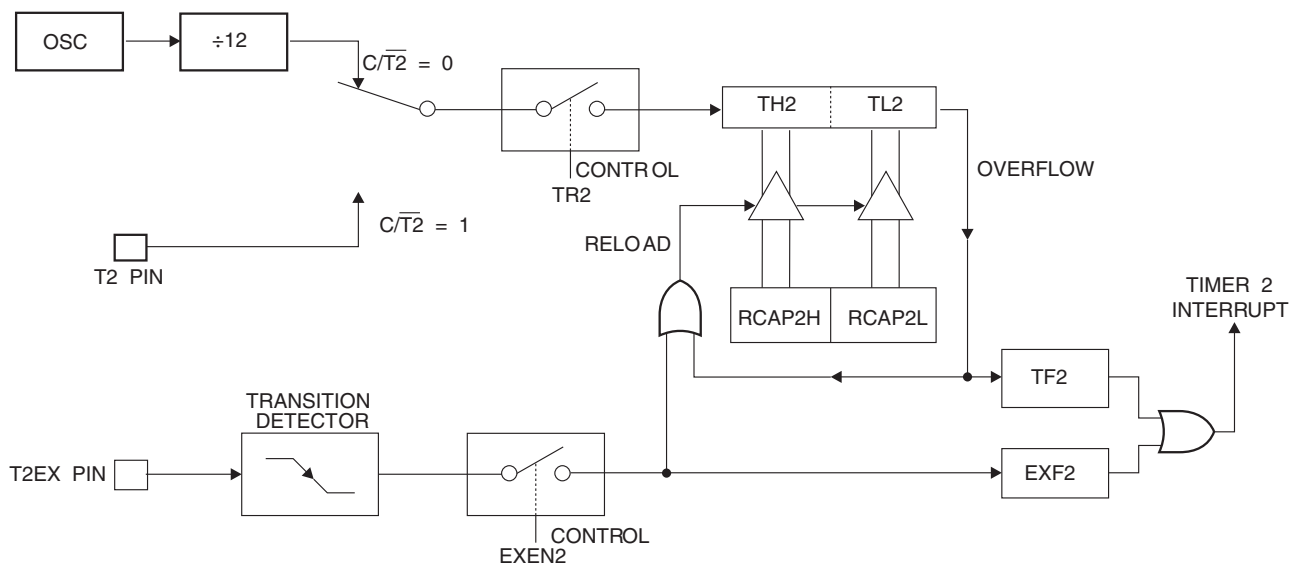 OSC
÷12
C/T2̅ = 0
TH2
TL2
CONTROL
TR2
OVERFLOW
C/T2̅ = 1
T2 PIN
RELOAD
RCAP2H
RCAP2L
TIMER 2
INTERRUPT
TF2
TRANSITION
DETECTOR
T2EX PIN
EXF2
CONTROL
EXEN2